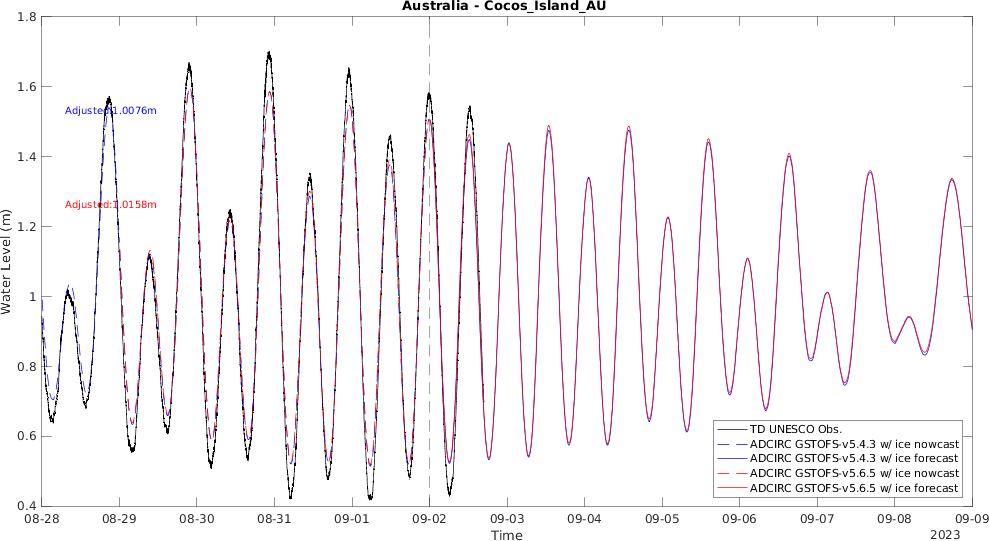 Australia - Cocos_Island_AU
1.8
1.6
1.4
1.2
1
0.8
0.6
0.4
Water Level (m)
Adjusted:1.0076m
Adjusted:1.0158m
TD UNESCO Obs.
ADCIRC GSTOFS-v5.4.3 w/ ice nowcast
ADCIRC GSTOFS-v5.4.3 w/ ice forecast
ADCIRC GSTOFS-v5.6.5 w/ ice nowcast
ADCIRC GSTOFS-v5.6.5 w/ ice forecast
08-28 08-29 08-30 08-31 09-01 09-02 09-03 09-04 09-05 09-06 09-07 09-08 09-09
Time
2023